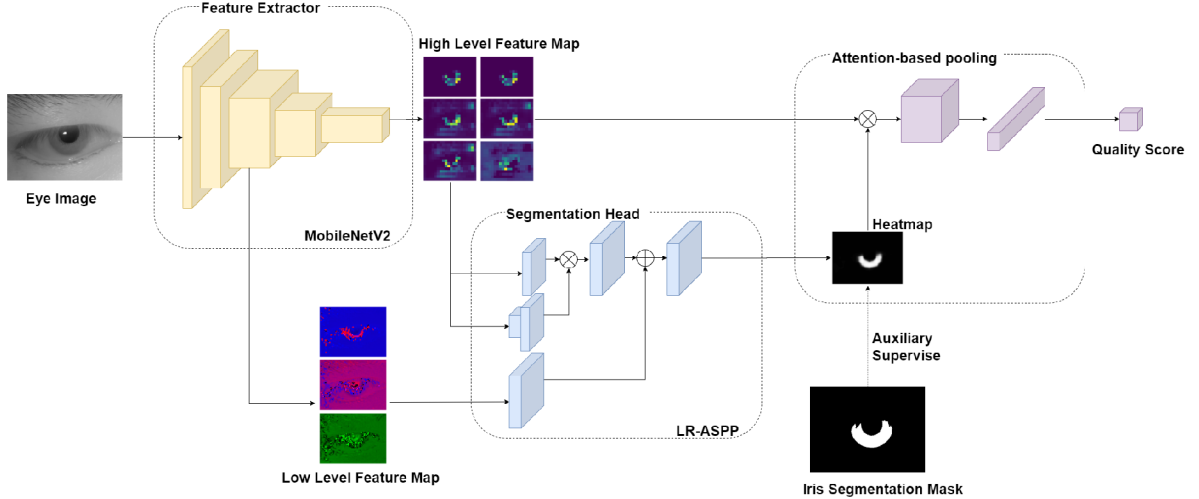 Feature Extractor
High Level Feature Map
Attention-based pooling
Eye Image
MobileNetV2
Quality Score
Segmentation Head
Heatmap
Auxiliary
Supervise
LR-ASPP
Low Level Feature Map
Iris Segmentation Mask